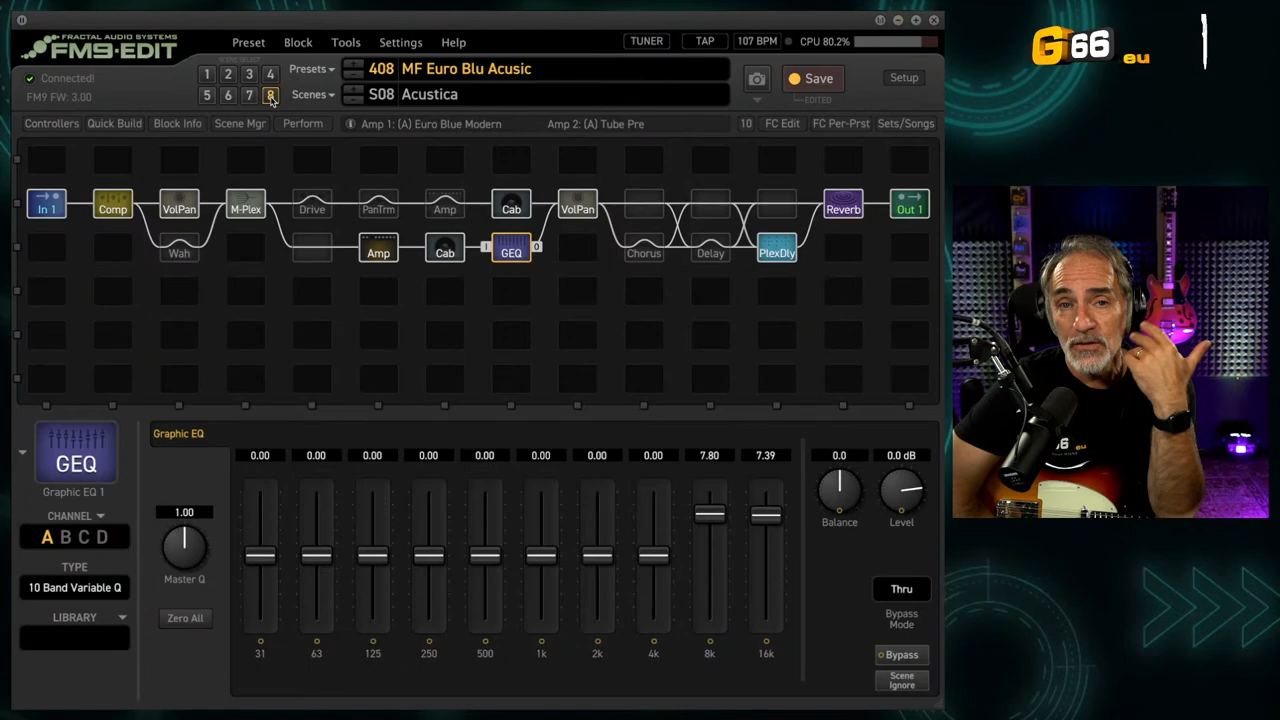 FRACTAL AUDIO SYSTEMS
FM9-EDIT
Preset Block Tools Settings Help
TUNER TAP 107 BPM CPU 80.2%
G66 eu
Connected!
FM9 FW: 3.00
SCENE SELECT
1 2 3 4
5 6 7 8
Presets 408 MF Euro Blu Acusic
Scenes S08 Acustica
Save
EDITED
Setup
Controllers Quick Build Block Info Scene Mgr Perform Amp 1: (A) Euro Blue Modern Amp 2: (A) Tube Pre 10 FC Edit FC Per-Prst Sets/Songs
In 1 Comp VolPan M-Plex Drive PanTrm Amp Cab VolPan Reverb Out 1
Wah Amp Cab I GEQ O Chorus Delay PlexDly
GEQ
Graphic EQ 1
CHANNEL
A B C D
TYPE
10 Band Variable Q
LIBRARY
Graphic EQ
1.00
Master Q
Zero All
0.00 0.00 0.00 0.00 0.00 0.00 0.00 0.00 7.80 7.39
31 63 125 250 500 1k 2k 4k 8k 16k
0.0 0.0 dB
Balance Level
Thru
Bypass
Mode
Bypass
Scene
Ignore
66